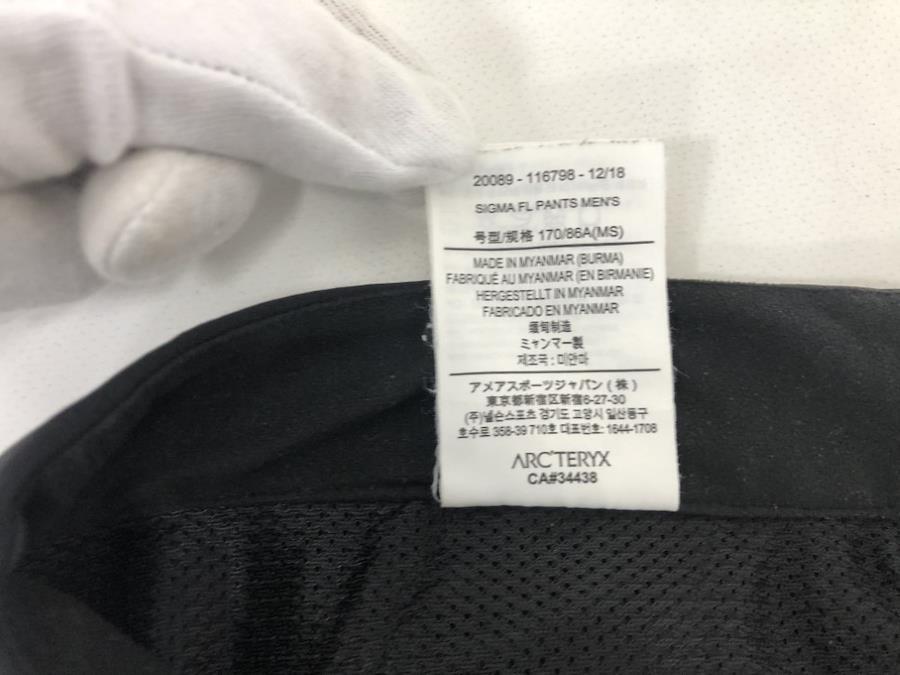 20089 - 116798 - 12/18
SIGMA FL PANTS MEN'S
号型/規格 170/86A(MS)
MADE IN MYANMAR (BURMA)
FABRIQUÉ AU MYANMAR (EN BIRMANIE)
HERGESTELLT IN MYANMAR
FABRICADO EN MYANMAR
缅甸制造
ミャンマー製
제조국 : 미얀마
アメアスポーツジャパン (株)
東京都新宿区新宿6-27-30
(주)넬슨스포츠 경기도 고양시 일산동구
호수로 358-39 710호 대표번호: 1644-1708
ARC'TERYX
CA#34438